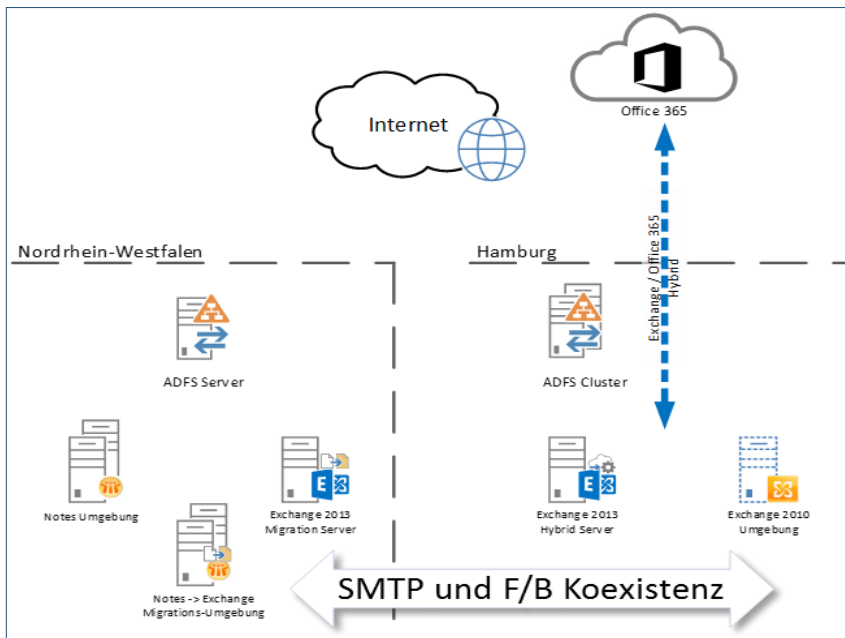 Office 365
Internet
Exchange / Office 365
Hybrid
Nordrhein-Westfalen
Hamburg
ADFS Server
ADFS Cluster
Notes Umgebung
Exchange 2013
Migration Server
Exchange 2013
Hybrid Server
Exchange 2010
Umgebung
Notes -> Exchange
Migrations-Umgebung
SMTP und F/B Koexistenz